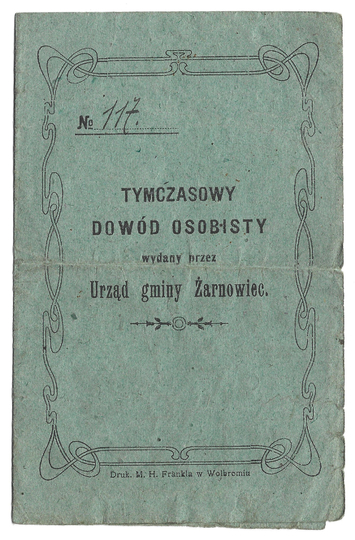 № 117.
TYMCZASOWY
DOWÓD OSOBISTY
wydany przez
Urząd gminy Żarnowiec.
Druk. M. H. Frankla w Wolbromiu